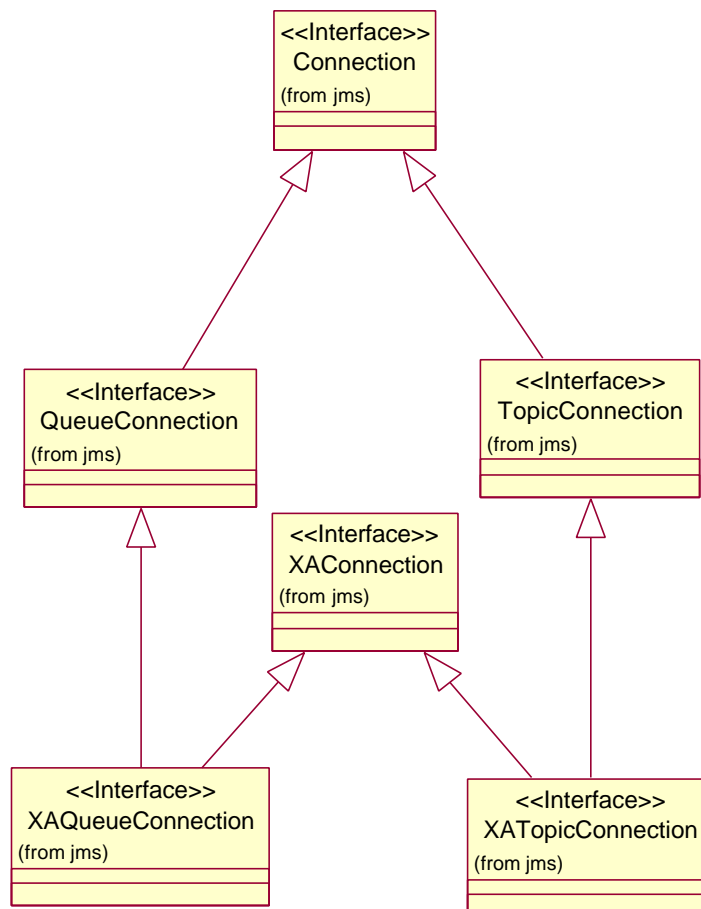 <<Interface>>
Connection
(from jms)
<<Interface>>
QueueConnection
(from jms)
<<Interface>>
TopicConnection
(from jms)
<<Interface>>
XAConnection
(from jms)
<<Interface>>
XAQueueConnection
(from jms)
<<Interface>>
XATopicConnection
(from jms)